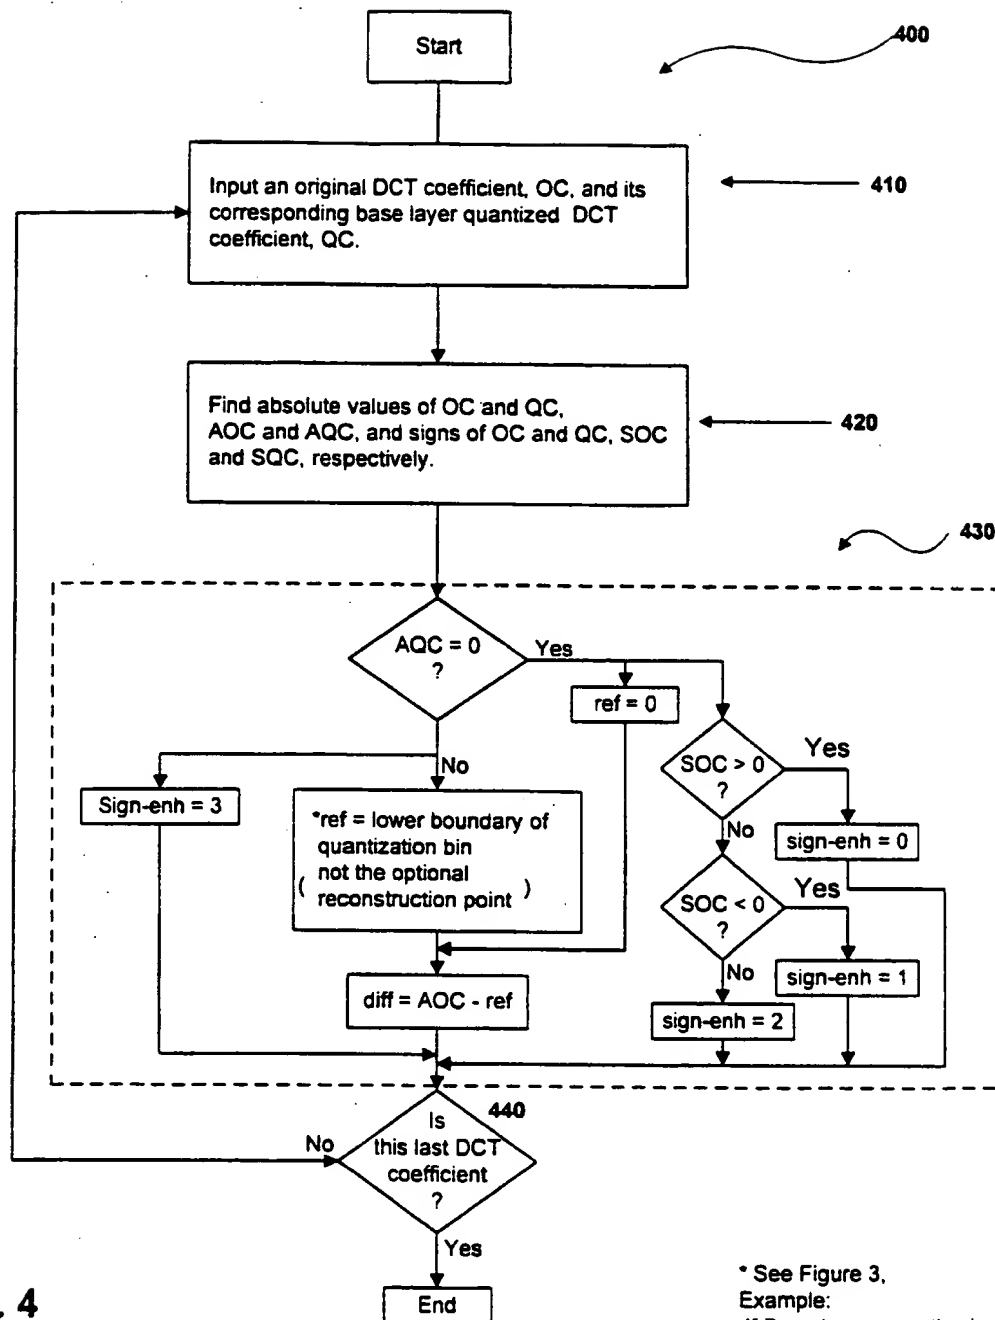 Start
400
Input an original DCT coefficient, OC, and its
corresponding base layer quantized DCT
coefficient, QC.
410
Find absolute values of OC and QC,
AOC and AQC, and signs of OC and QC, SOC
and SQC, respectively.
420
430
AQC = 0
?
Yes
ref = 0
SOC > 0
?
Yes
No
Sign-enh = 3
*ref = lower boundary of
quantization bin
( not the optional
reconstruction point )
No
sign-enh = 0
SOC < 0
?
Yes
No
sign-enh = 1
diff = AOC - ref
sign-enh = 2
440
Is
this last DCT
coefficient
?
No
Yes
End
. 4
* See Figure 3,
Example: